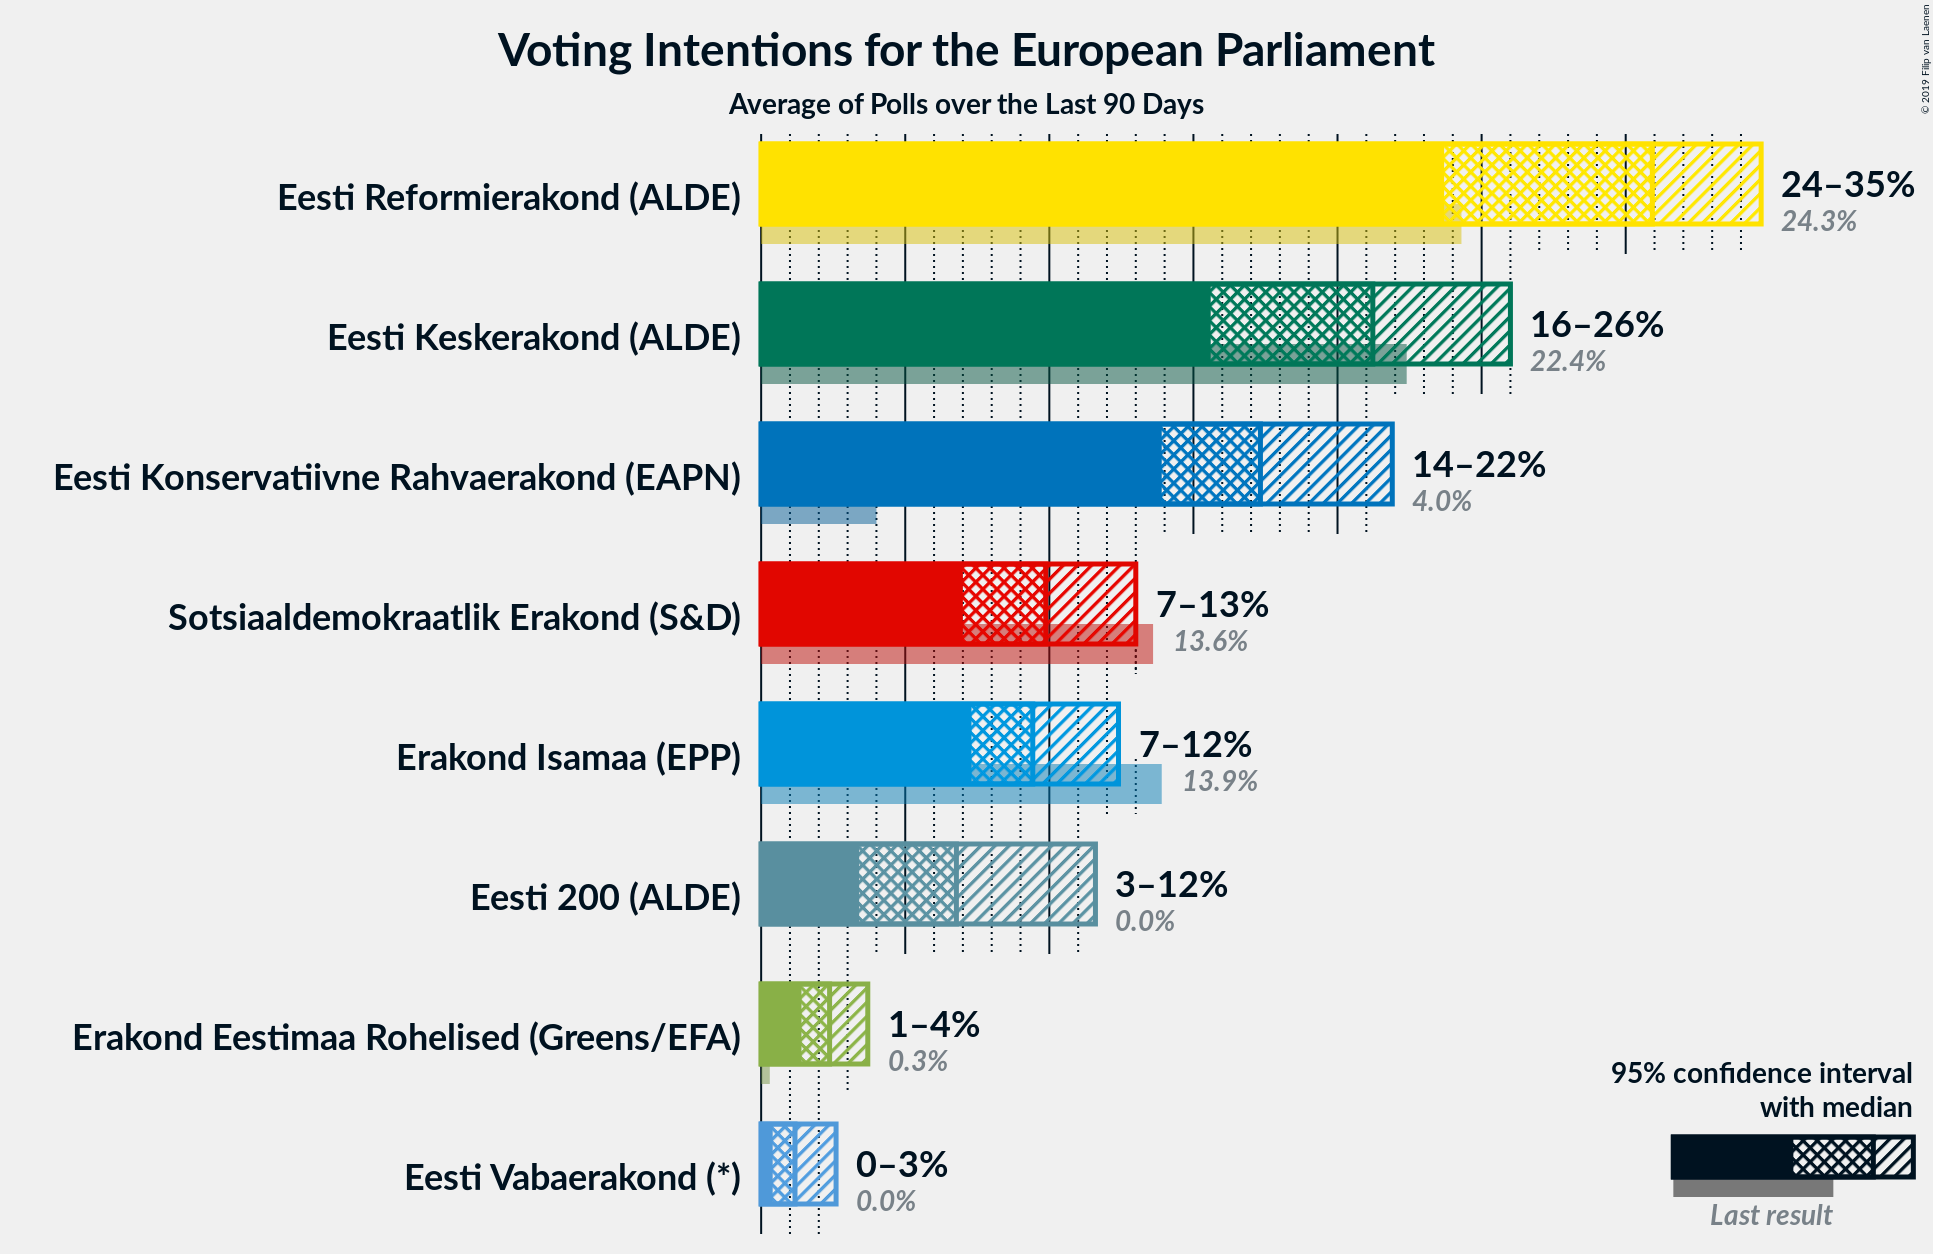 Voting Intentions for the European Parliament
Average of Polls over the Last 90 Days
© 2019 Filip van Laenen
Eesti Reformierakond (ALDE)
24–35%
24.3%
Eesti Keskerakond (ALDE)
16–26%
22.4%
Eesti Konservatiivne Rahvaerakond (EAPN)
14–22%
4.0%
Sotsiaaldemokraatlik Erakond (S&D)
7–13%
13.6%
Erakond Isamaa (EPP)
7–12%
13.9%
Eesti 200 (ALDE)
3–12%
0.0%
Erakond Eestimaa Rohelised (Greens/EFA)
1–4%
0.3%
Eesti Vabaerakond (*)
0–3%
0.0%
95% confidence interval
with median
Last result